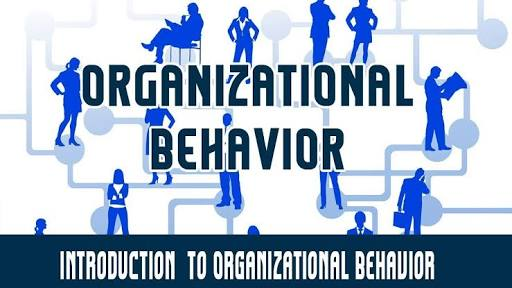 ORGANIZATIONAL
BEHAVIOR
INTRODUCTION TO ORGANIZATIONAL BEHAVIOR